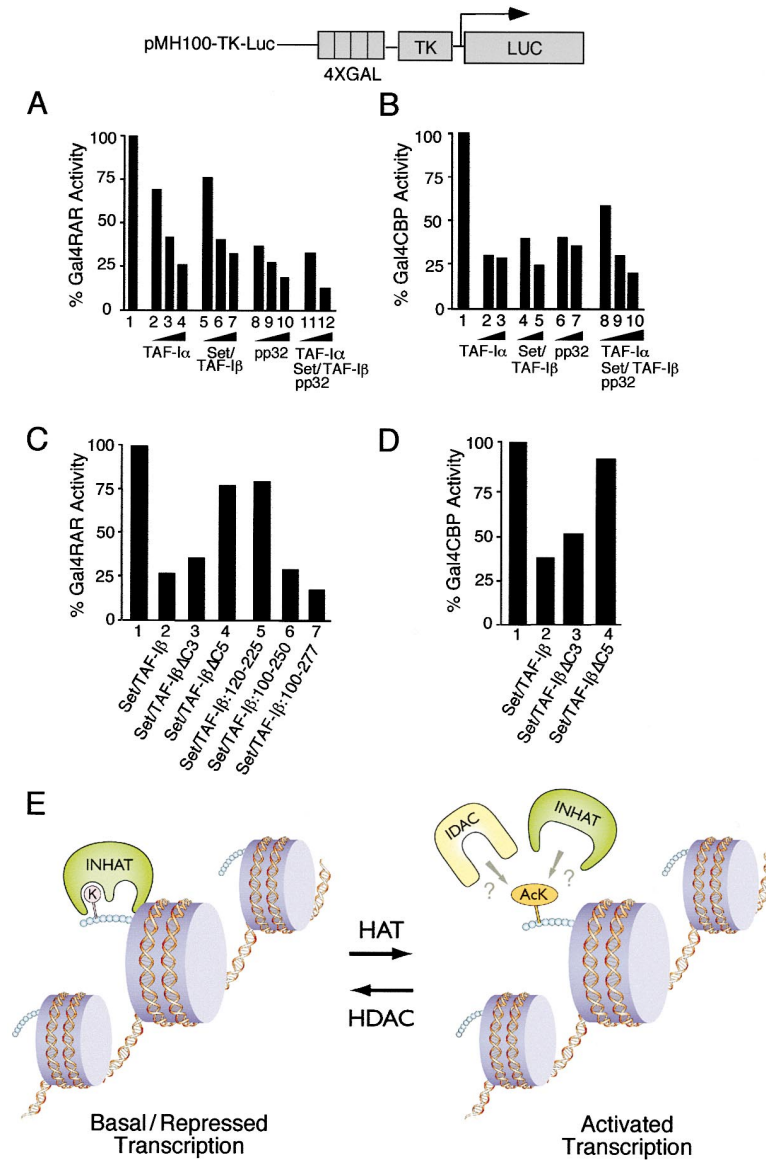 pMH100-TK-Luc
TK
LUC
4XGAL
A
% Gal4RAR Activity
100
75
50
25
0
1 2 3 4 5 6 7 8 9 10 11 12
TAF-Iα
Set/
TAF-Iβ
pp32
TAF-Iα
Set/TAF-Iβ
pp32
B
% Gal4CBP Activity
100
75
50
25
0
1 2 3 4 5 6 7 8 9 10
TAF-Iα
Set/
TAF-Iβ
pp32
TAF-Iα
Set/TAF-Iβ
pp32
C
% Gal4RAR Activity
100
75
50
25
0
1 2 3 4 5 6 7
Set/TAF-Iβ
Set/TAF-IβΔC3
Set/TAF-IβΔC5
Set/TAF-Iβ:120-225
Set/TAF-Iβ:100-250
Set/TAF-Iβ:100-277
D
% Gal4CBP Activity
100
75
50
25
0
1 2 3 4
Set/TAF-Iβ
Set/TAF-IβΔC3
Set/TAF-IβΔC5
E
INHAT
K
HAT
HDAC
IDAC
INHAT
? ?
AcK
Basal/Repressed
Transcription
Activated
Transcription